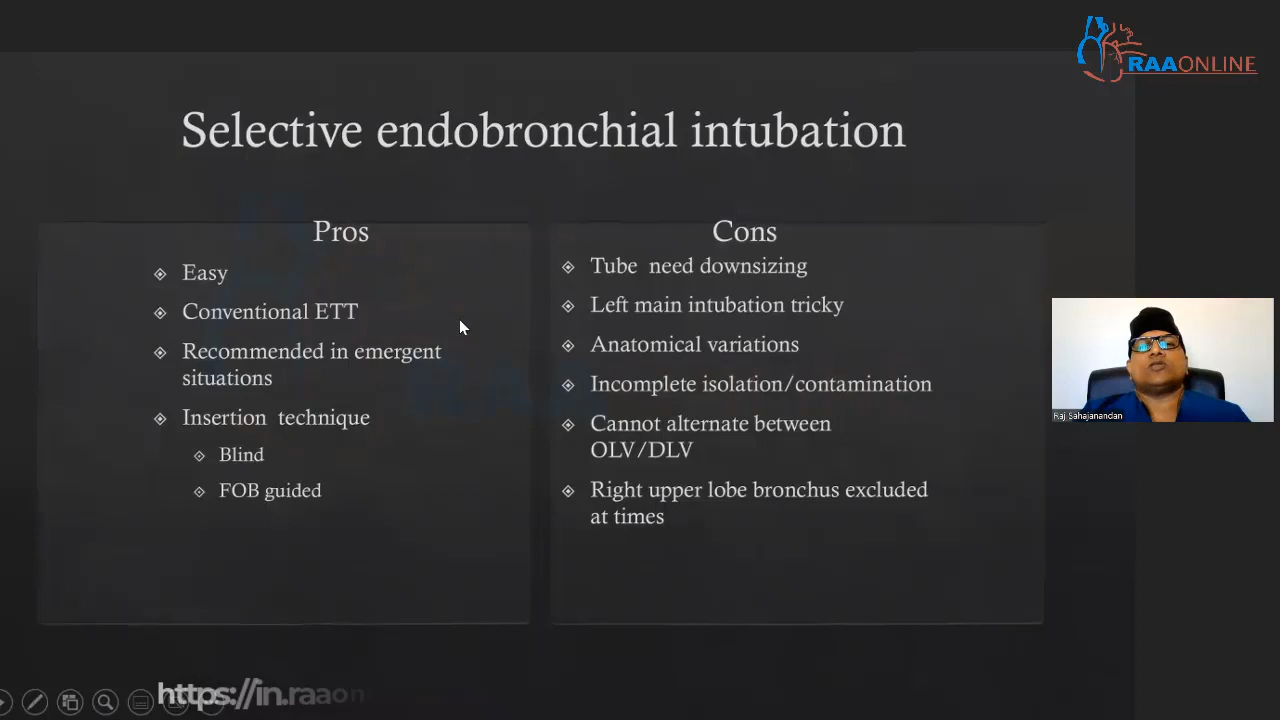 RAAONLINE
Selective endobronchial intubation
Pros
Easy
Conventional ETT
Recommended in emergent
situations
Insertion technique
Blind
FOB guided
Cons
Tube need downsizing
Left main intubation tricky
Anatomical variations
Incomplete isolation/contamination
Cannot alternate between
OLV/DLV
Right upper lobe bronchus excluded
at times
Raj Sahajanandan
https://in.raaon